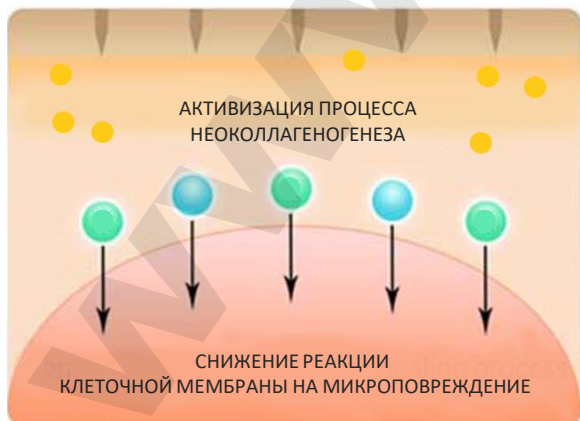 АКТИВИЗАЦИЯ ПРОЦЕССА
НЕОКОЛЛАГЕНОГЕНЕЗА
СНИЖЕНИЕ РЕАКЦИИ
КЛЕТОЧНОЙ МЕМБРАНЫ НА МИКРОПОВРЕЖДЕНИЕ